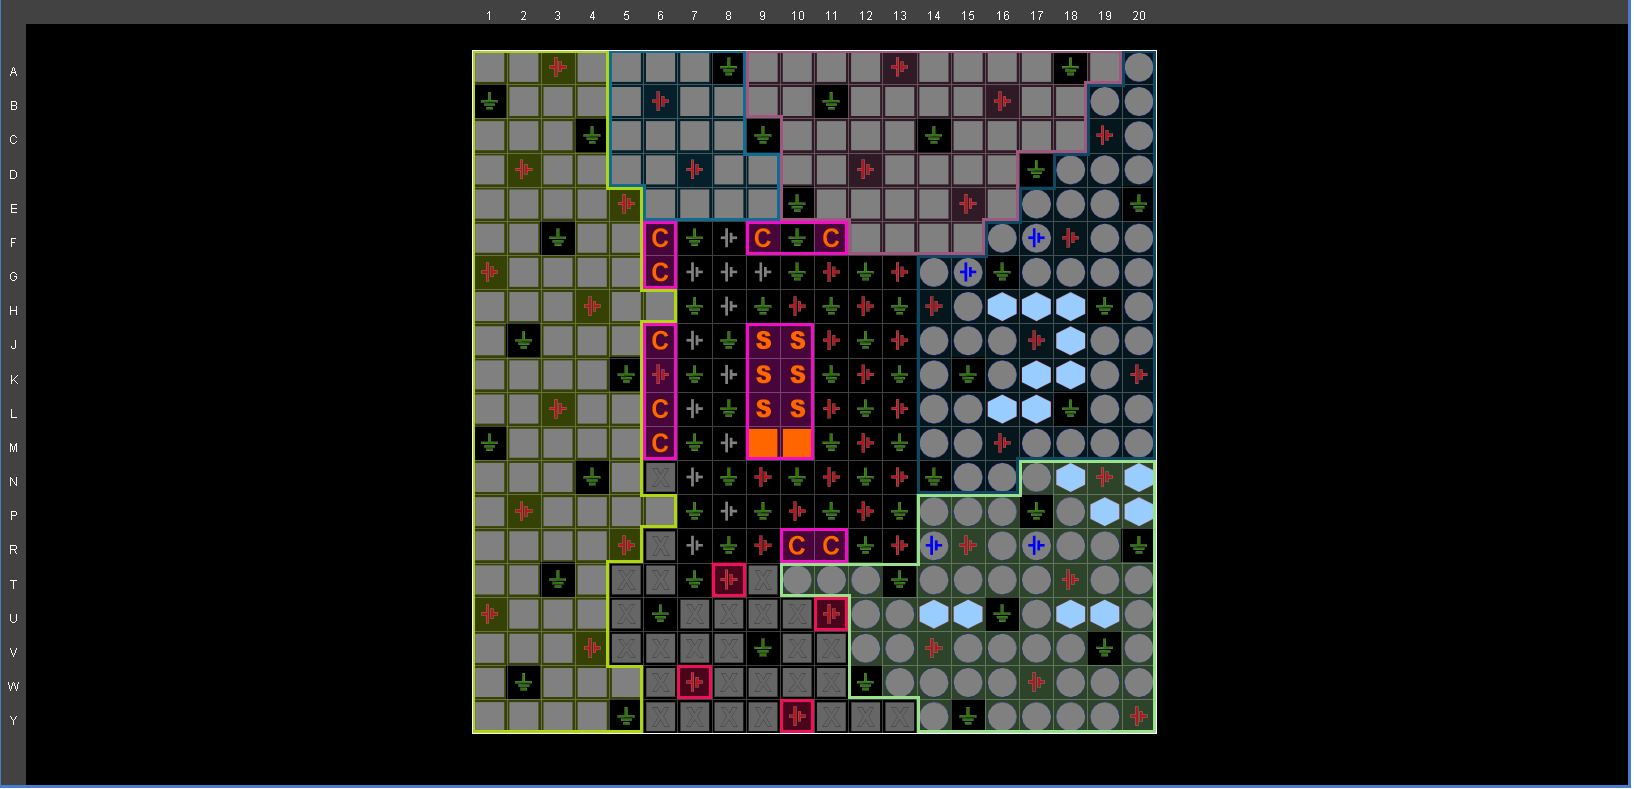 1 2 3 4 5 6 7 8 9 10 11 12 13 14 15 16 17 18 19 20
A
B
C
D
E
F C C C
G C
H
J C S S
K S S
L C S S
M C
N X
P
R X C C
T X X X
U X X X X X X
V X X X X X X
W X X X X X
Y X X X X X X X